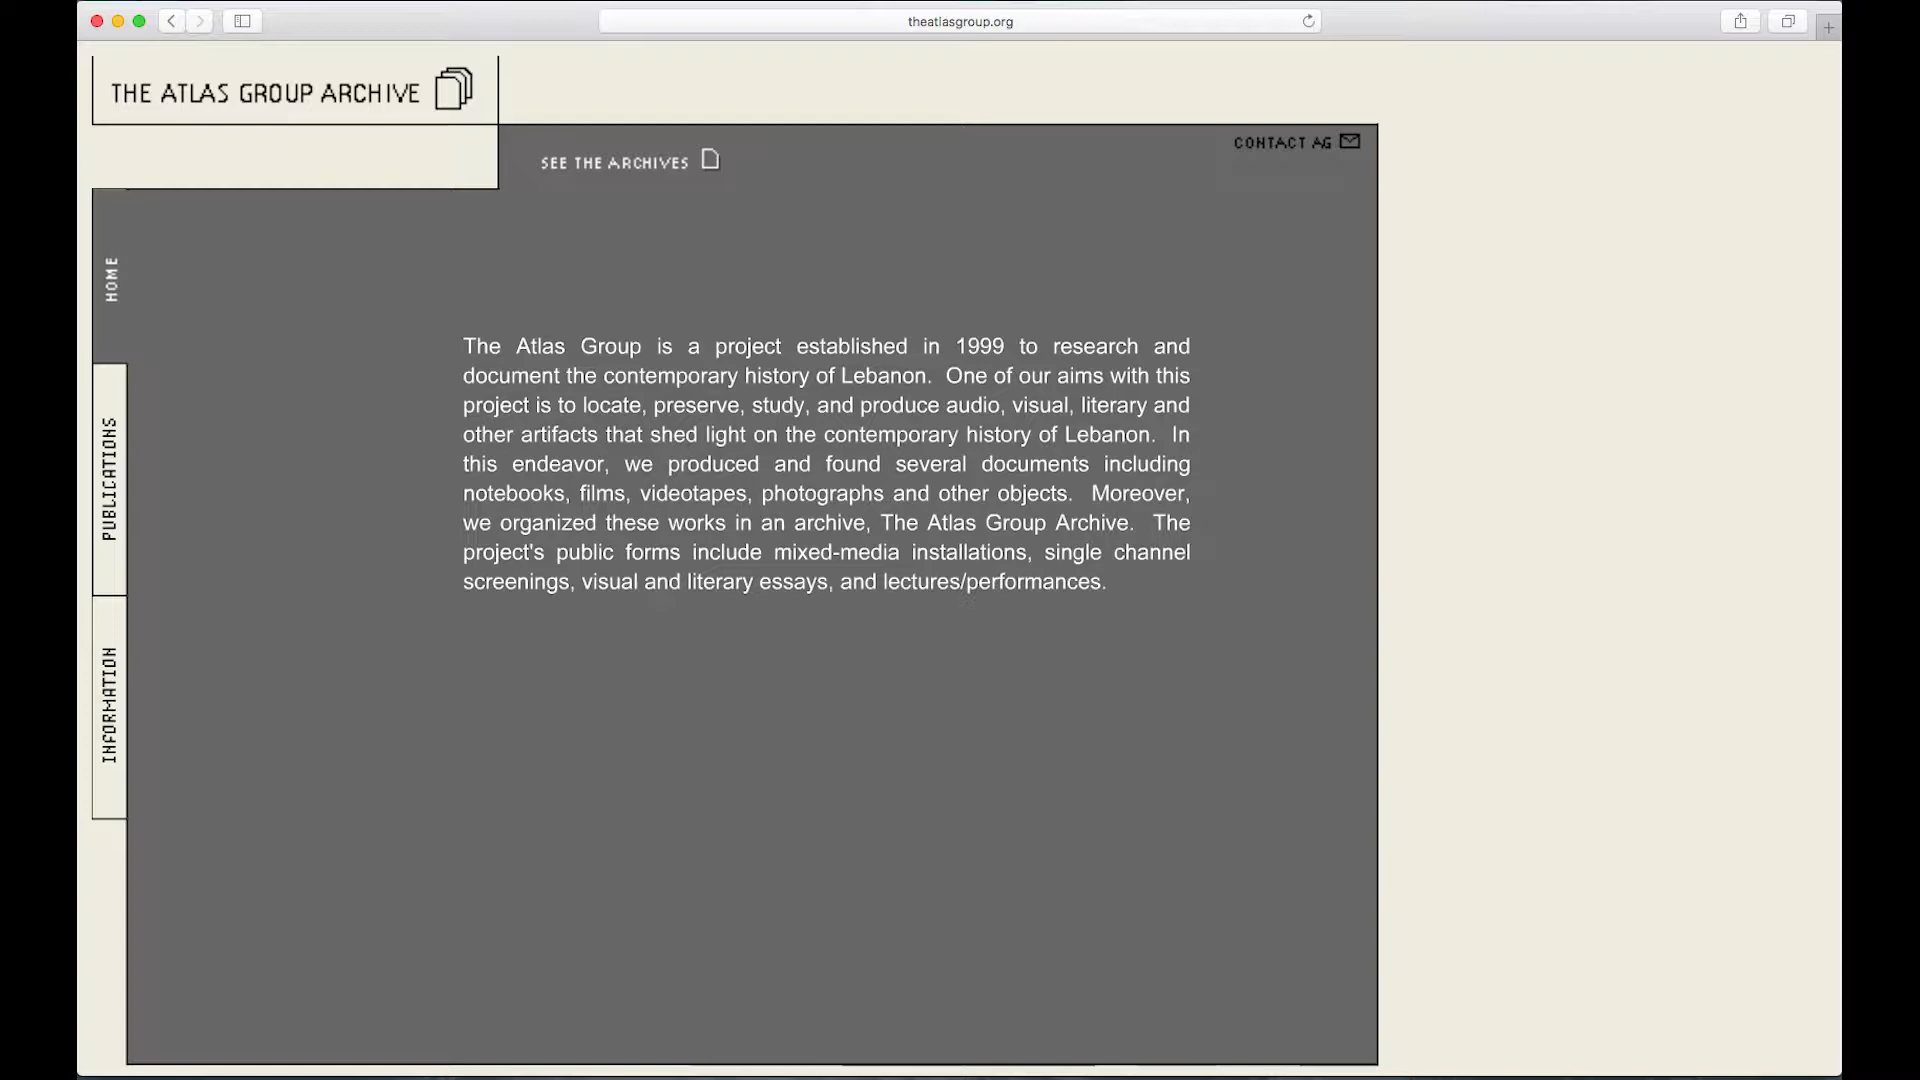 theatlasgroup.org
THE ATLAS GROUP ARCHIVE
CONTACT AG
SEE THE ARCHIVES
HOME
PUBLICATIONS
INFORMATION
The Atlas Group is a project established in 1999 to research and
document the contemporary history of Lebanon. One of our aims with this
project is to locate, preserve, study, and produce audio, visual, literary and
other artifacts that shed light on the contemporary history of Lebanon. In
this endeavor, we produced and found several documents including
notebooks, films, videotapes, photographs and other objects. Moreover,
we organized these works in an archive, The Atlas Group Archive. The
project's public forms include mixed-media installations, single channel
screenings, visual and literary essays, and lectures/performances.